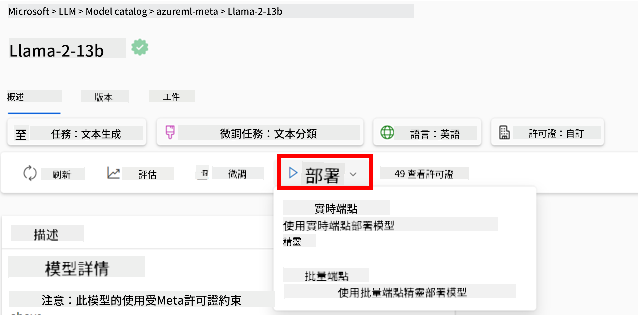 Microsoft > LLM > Model catalog > azureml-meta > Llama-2-13b
Llama-2-13b
概述 版本 工件
任務：文本生成 微調任務：文本分類 語言：英語 許可證：自訂
刷新 評估 微調 部署 49 查看許可證
實時端點
使用實時端點部署模型
精靈
描述
批量端點
模型詳情
使用批量端點精靈部署模型
注意：此模型的使用受Meta許可證約束